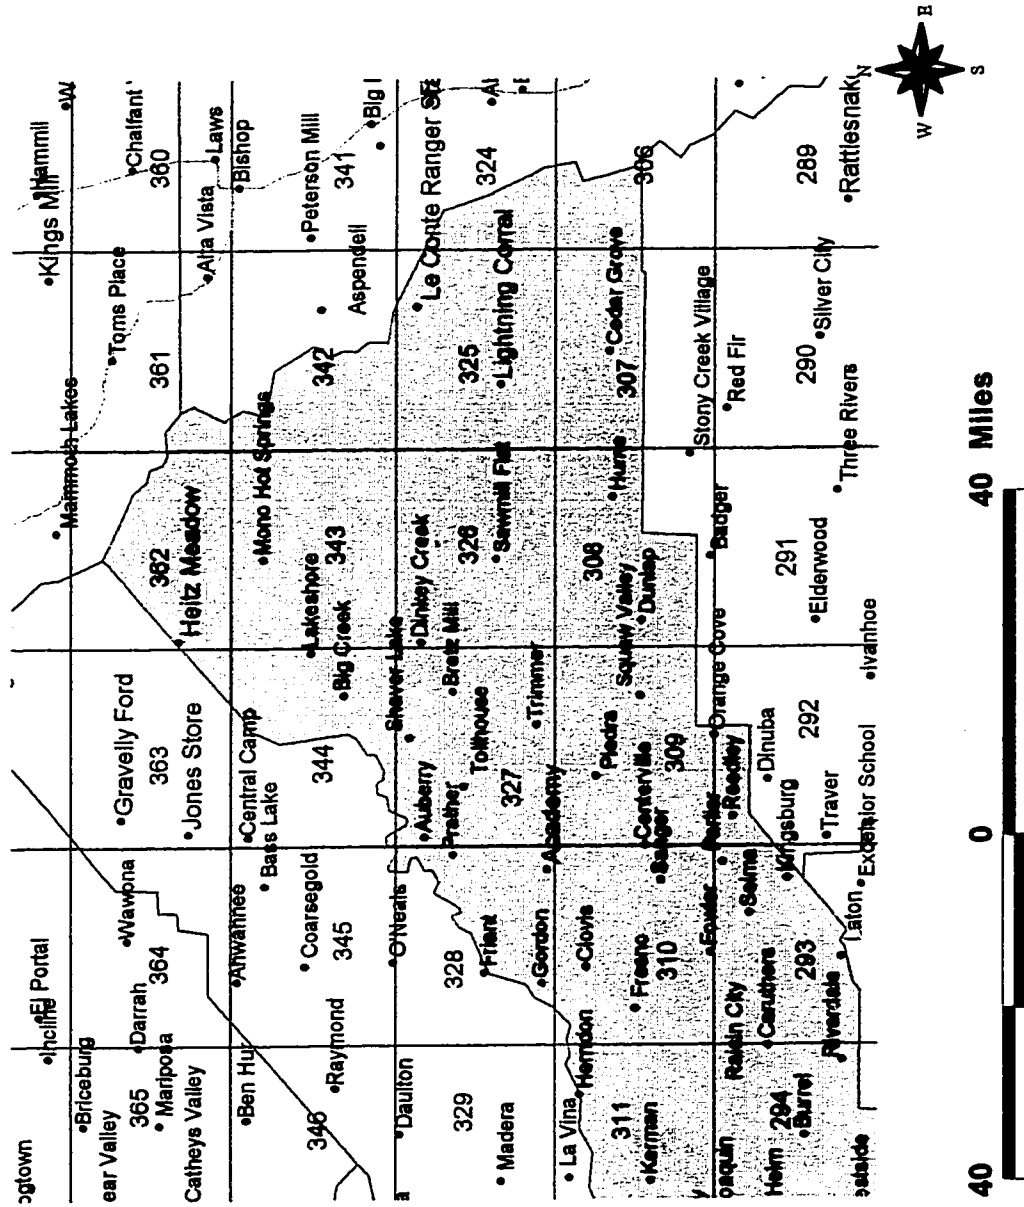 Hammil
Kings Mill
W
Chalfant
360
Laws
Bishop
Alta Vista
Toms Place
361
Mammoth Lakes
Peterson Mill
Big
341
Aspendell
342
Le Conte Ranger
324
Lightning Corral
325
306
Cedar Grove
307
289
Rattlesnak
Silver City
290
Stony Creek Village
Red Fir
Three Rivers
Mono Hot Springs
362
Heitz Meadow
343
Lakeshore
Big Creek
Dinkey Creek
326
Sawmill Flat
Hume
308
Squaw Valley
Dunlap
Badger
291
Elderwood
Ivanhoe
Gravelly Ford
363
Jones Store
Central Camp
Bass Lake
344
Shaver Lake
Bretz Mill
Tollhouse
Trimmer
Auberry
Prather
327
Academy
Piedra
Centerville
309
Sanger
Orange Cove
Reedley
Parlier
Dinuba
292
Kingsburg
Traver
Excelsior School
El Portal
Incline
Wawona
364
Darrah
Briceburg
ear Valley
365
Mariposa
Catheys Valley
ogtown
Ahwahnee
Coarsegold
345
Raymond
Ben Hur
346
O'Neals
328
Friant
Gordon
Clovis
Fresno
310
Fowler
Selma
Laton
Caruthers
293
Raisin City
Riverdale
Daulton
a
329
Madera
Herndon
La Vina
311
Kerman
y
oaquin
Helm
294
Burrel
estside
N
E
S
W
40
0
40 Miles